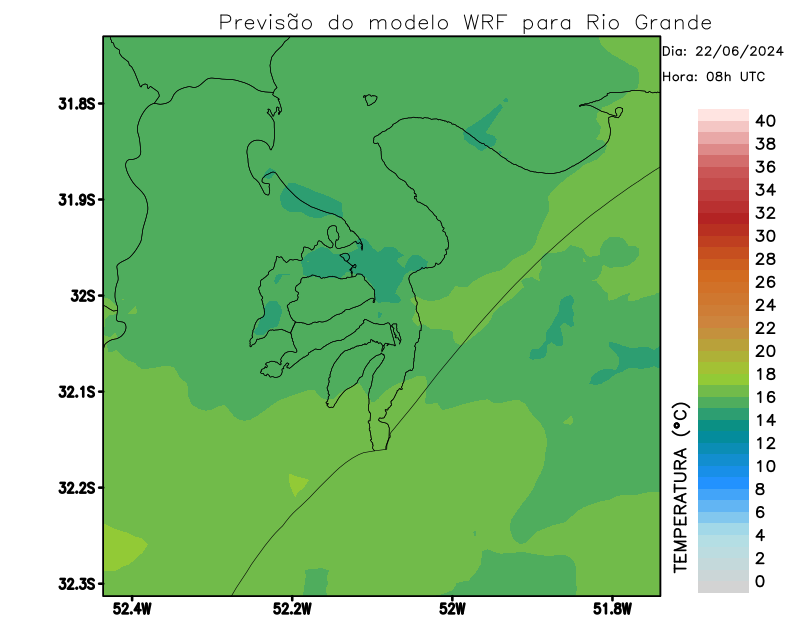 Previsão do modelo WRF para Rio Grande
Dia: 22/06/2024
Hora: 08h UTC
31.8S
31.9S
32S
32.1S
32.2S
32.3S
52.4W
52.2W
52W
51.8W
TEMPERATURA (°C)
40
38
36
34
32
30
28
26
24
22
20
18
16
14
12
10
8
6
4
2
0